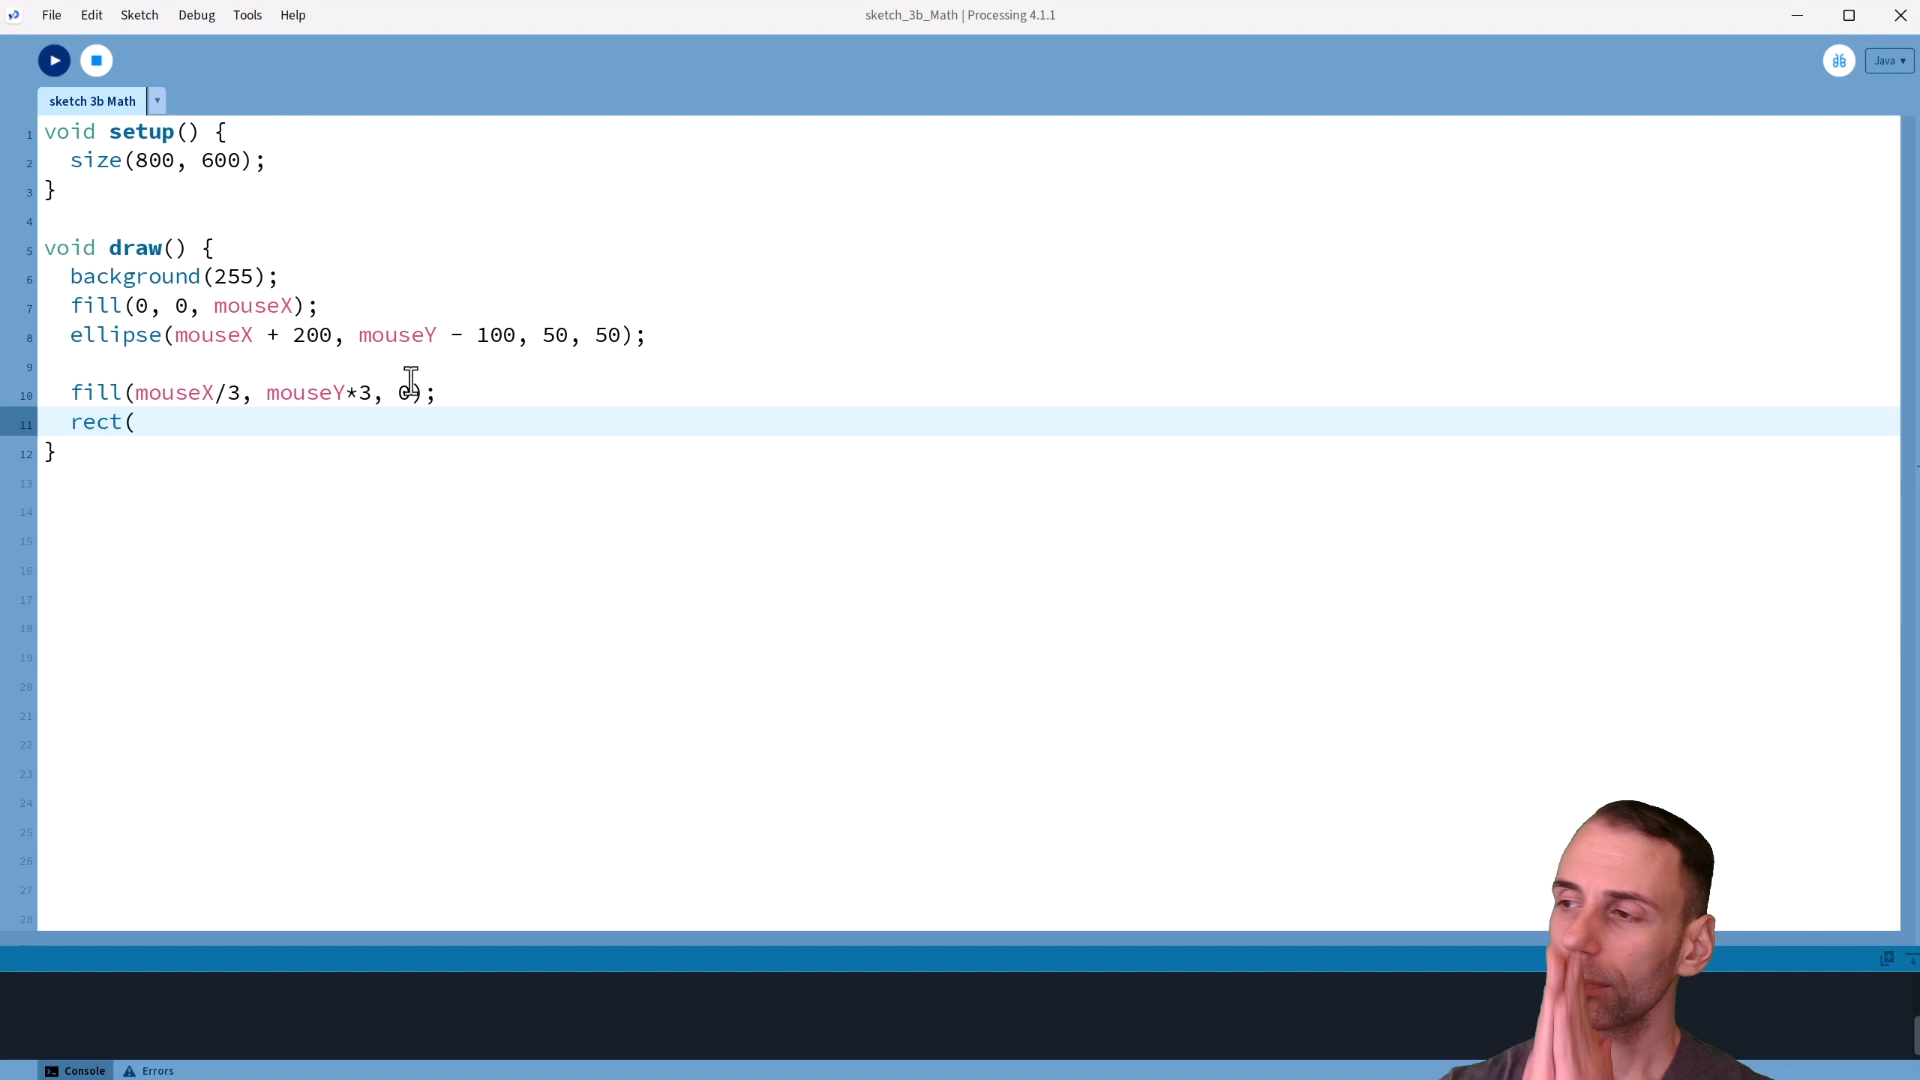 File Edit Sketch Debug Tools Help
sketch_3b_Math | Processing 4.1.1
Java ▾
sketch 3b Math ▾
1 void setup() {
2 size(800, 600);
3 }
4
5 void draw() {
6 background(255);
7 fill(0, 0, mouseX);
8 ellipse(mouseX + 200, mouseY - 100, 50, 50);
9
10 fill(mouseX/3, mouseY*3, 0);
11 rect(
12 }
13
14
15
16
17
18
19
20
21
22
23
24
25
26
27
28
Console Errors